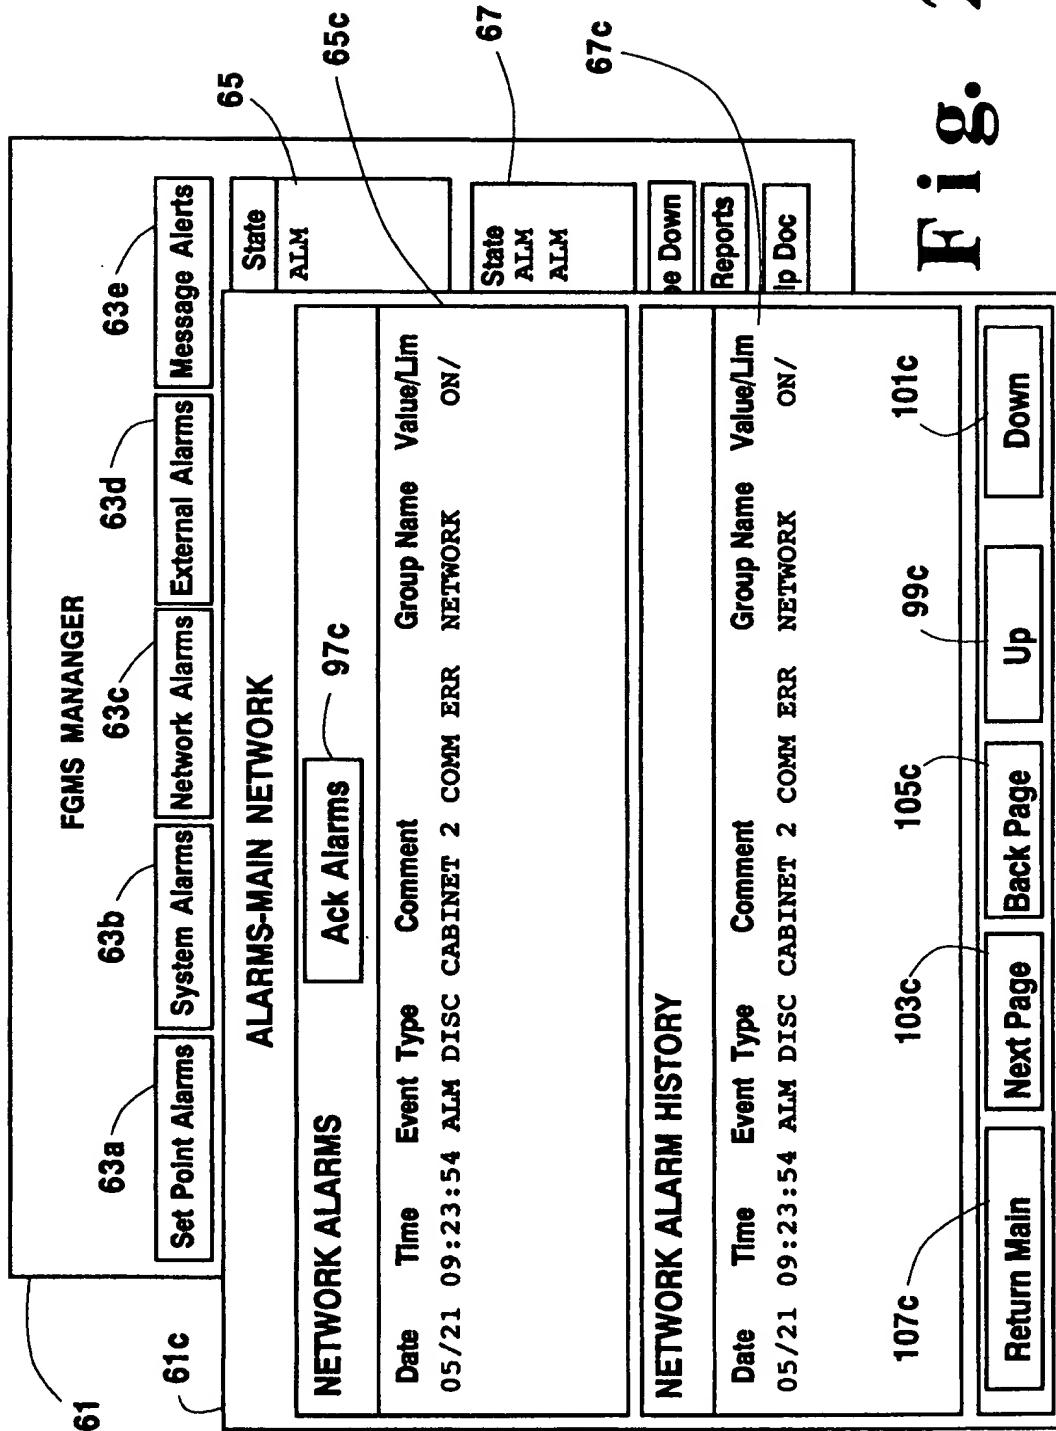 61
FGMS MANANGER
63a
63b
63c
63d
63e
Set Point Alarms
System Alarms
Network Alarms
External Alarms
Message Alerts
61c
ALARMS-MAIN NETWORK
State
65
ALM
NETWORK ALARMS
Ack Alarms
97c
65c
Date Time Event Type Comment Group Name Value/Lim
05/21 09:23:54 ALM DISC CABINET 2 COMM ERR NETWORK ON/
State
67
ALM
ALM
67c
NETWORK ALARM HISTORY
Date Time Event Type Comment Group Name Value/Lim
05/21 09:23:54 ALM DISC CABINET 2 COMM ERR NETWORK ON/
Down
Reports
lp Doc
107c
103c
105c
99c
101c
Return Main
Next Page
Back Page
Up
Down
Fig.